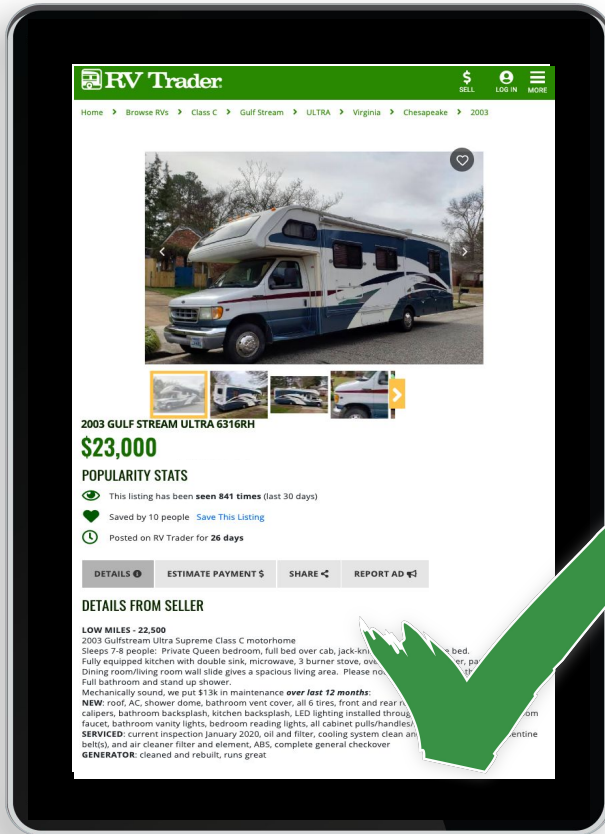 RV Trader
$ SELL
LOG IN
MORE
Home > Browse RVs > Class C > Gulf Stream > ULTRA > Virginia > Chesapeake > 2003
2003 GULF STREAM ULTRA 6316RH
$23,000
POPULARITY STATS
This listing has been seen 841 times (last 30 days)
Saved by 10 people Save This Listing
Posted on RV Trader for 26 days
DETAILS ESTIMATE PAYMENT $ SHARE REPORT AD
DETAILS FROM SELLER
LOW MILES - 22,500
2003 Gulfstream Ultra Supreme Class C motorhome
Sleeps 7-8 people: Private Queen bedroom, full bed over cab, bed.
Fully equipped kitchen with double sink, microwave, 3 burner stove,
Dining room/living room wall slide gives a spacious living area. Please
Full bathroom and stand up shower.
Mechanically sound, we put $13k in maintenance over last 12 months:
NEW: roof, AC, shower dome, bathroom vent cover, all 6 tires, front and rear
calipers, bathroom backsplash, kitchen backsplash, LED lighting installed
faucet, bathroom vanity lights, bedroom reading lights, all cabinet pulls/handles/
SERVICED: current inspection January 2020, oil and filter, cooling system clean
belt(s), and air cleaner filter and element, ABS, complete general checkover
GENERATOR: cleaned and rebuilt, runs great